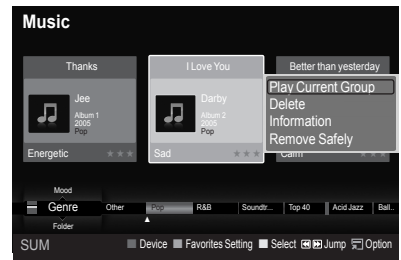 Music
Thanks
I Love You
Better than yesterday
Jee
Album 1
2005
Pop
Darby
Album 2
2005
Pop
Play Current Group
Delete
Information
Remove Safely
Energetic
Sad
Calm
Mood
Genre
Other
Pop
R&B
Soundtr...
Top 40
Acid Jazz
Ball..
Folder
SUM
Device
Favorites Setting
Select
Jump
Option